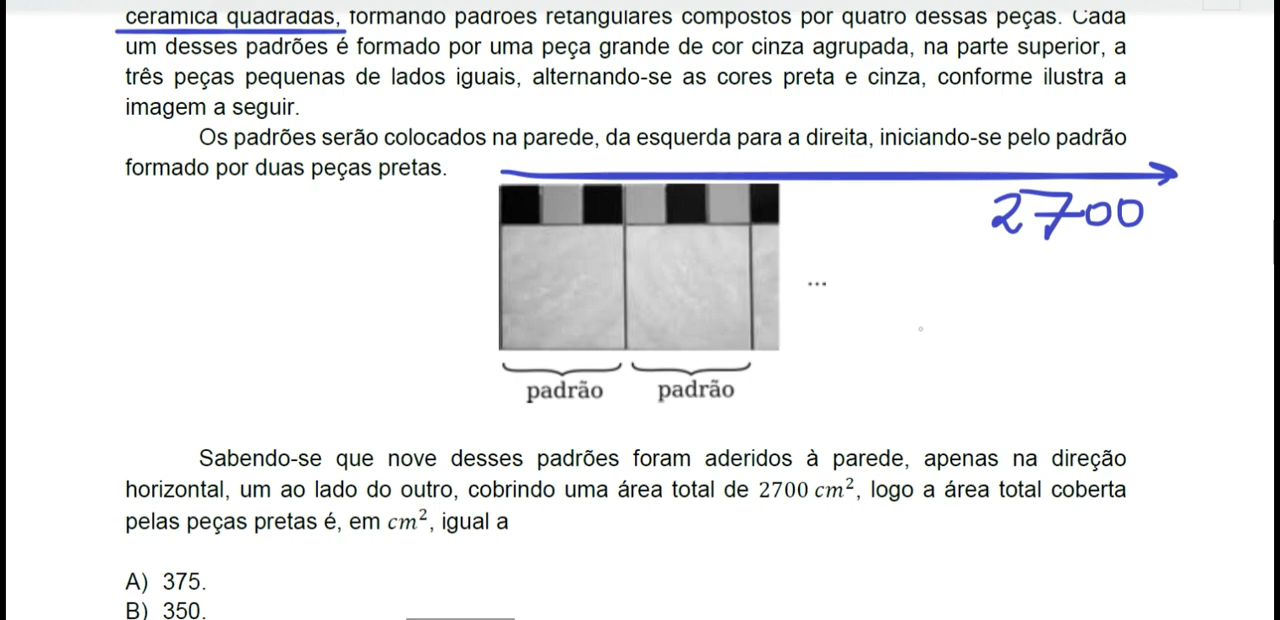 cerâmica quadradas, formando padrões retangulares compostos por quatro dessas peças. Cada
um desses padrões é formado por uma peça grande de cor cinza agrupada, na parte superior, a
três peças pequenas de lados iguais, alternando-se as cores preta e cinza, conforme ilustra a
imagem a seguir.
Os padrões serão colocados na parede, da esquerda para a direita, iniciando-se pelo padrão
formado por duas peças pretas.
2700
...
padrão padrão
Sabendo-se que nove desses padrões foram aderidos à parede, apenas na direção
horizontal, um ao lado do outro, cobrindo uma área total de 2700 cm², logo a área total coberta
pelas peças pretas é, em cm², igual a
A) 375.
B) 350.